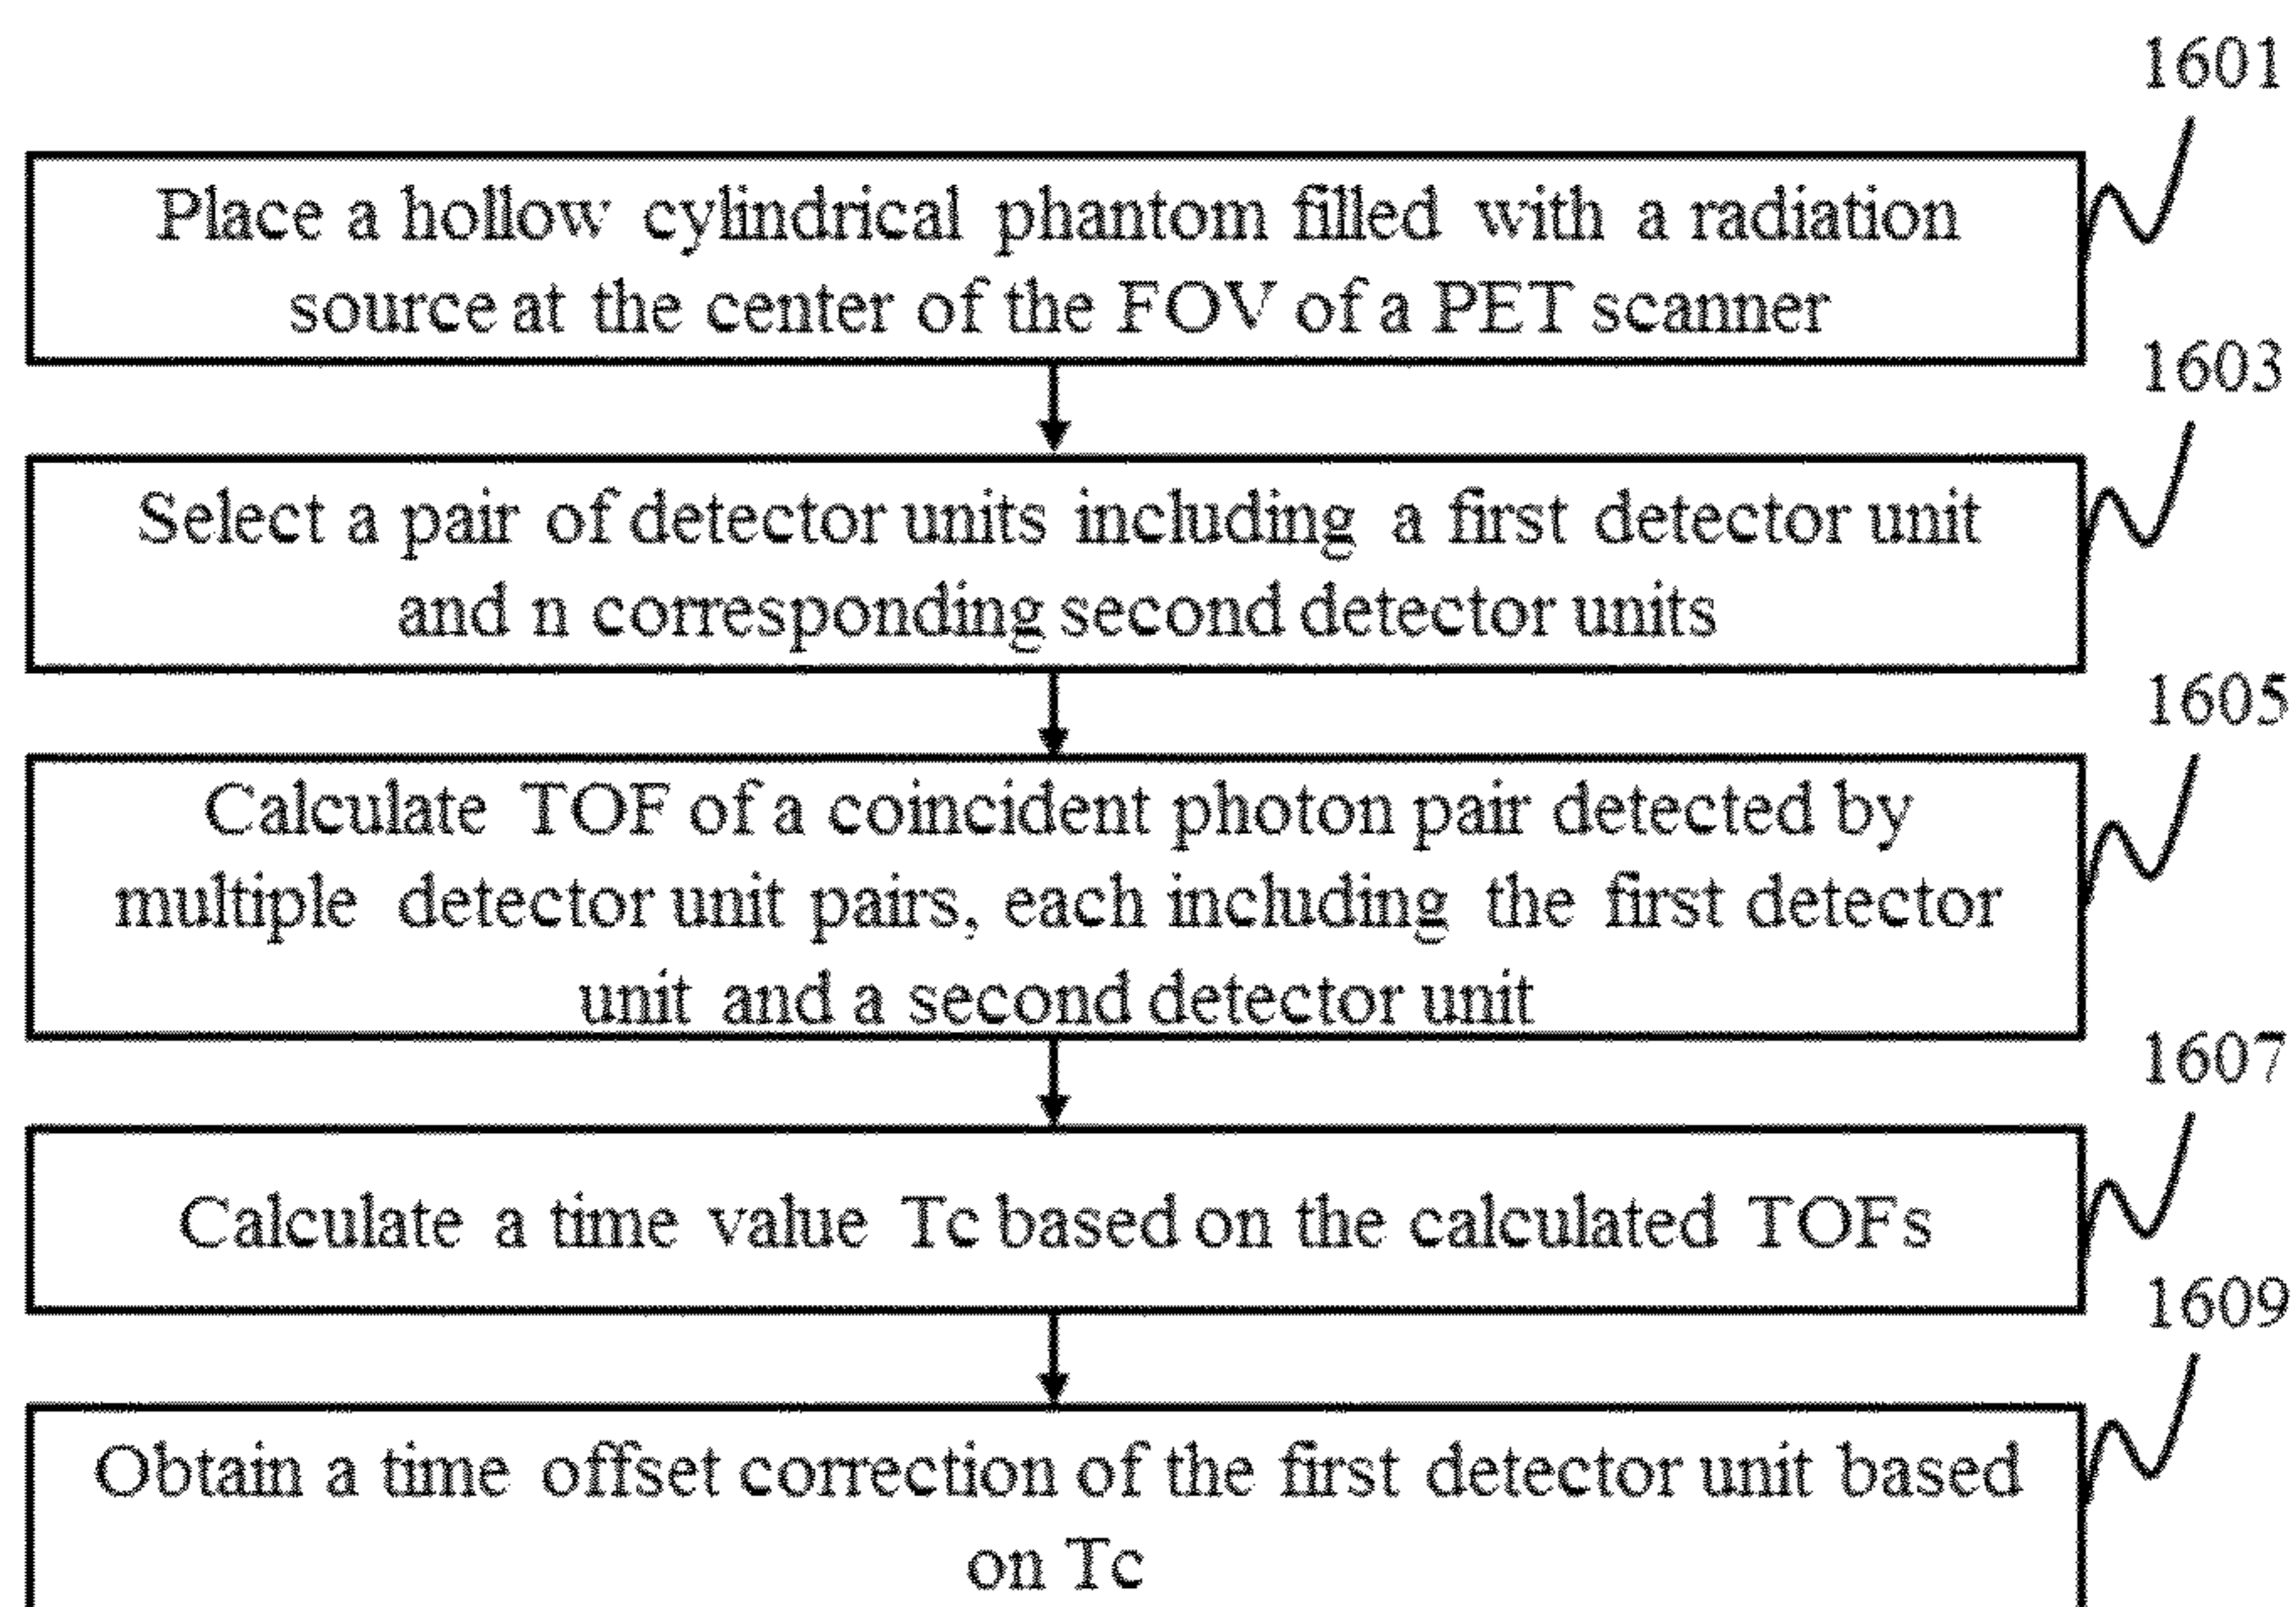 1601
Place a hollow cylindrical phantom filled with a radiation
source at the center of the FOV of a PET scanner
1603
Select a pair of detector units including a first detector unit
and n corresponding second detector units
1605
Calculate TOF of a coincident photon pair detected by
multiple detector unit pairs, each including the first detector
unit and a second detector unit
1607
Calculate a time value Tc based on the calculated TOFs
1609
Obtain a time offset correction of the first detector unit based
on Tc